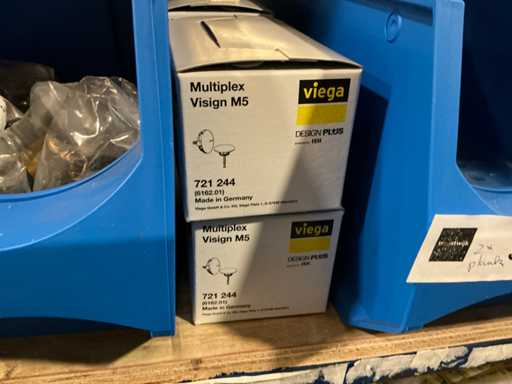 Multiplex
Visign M5
viega
DESIGN PLUS
721 244
(6162.01)
Made in Germany
Multiplex
Visign M5
viega
DESIGN PLUS
721 244
(6162.01)
Made in Germany
2x